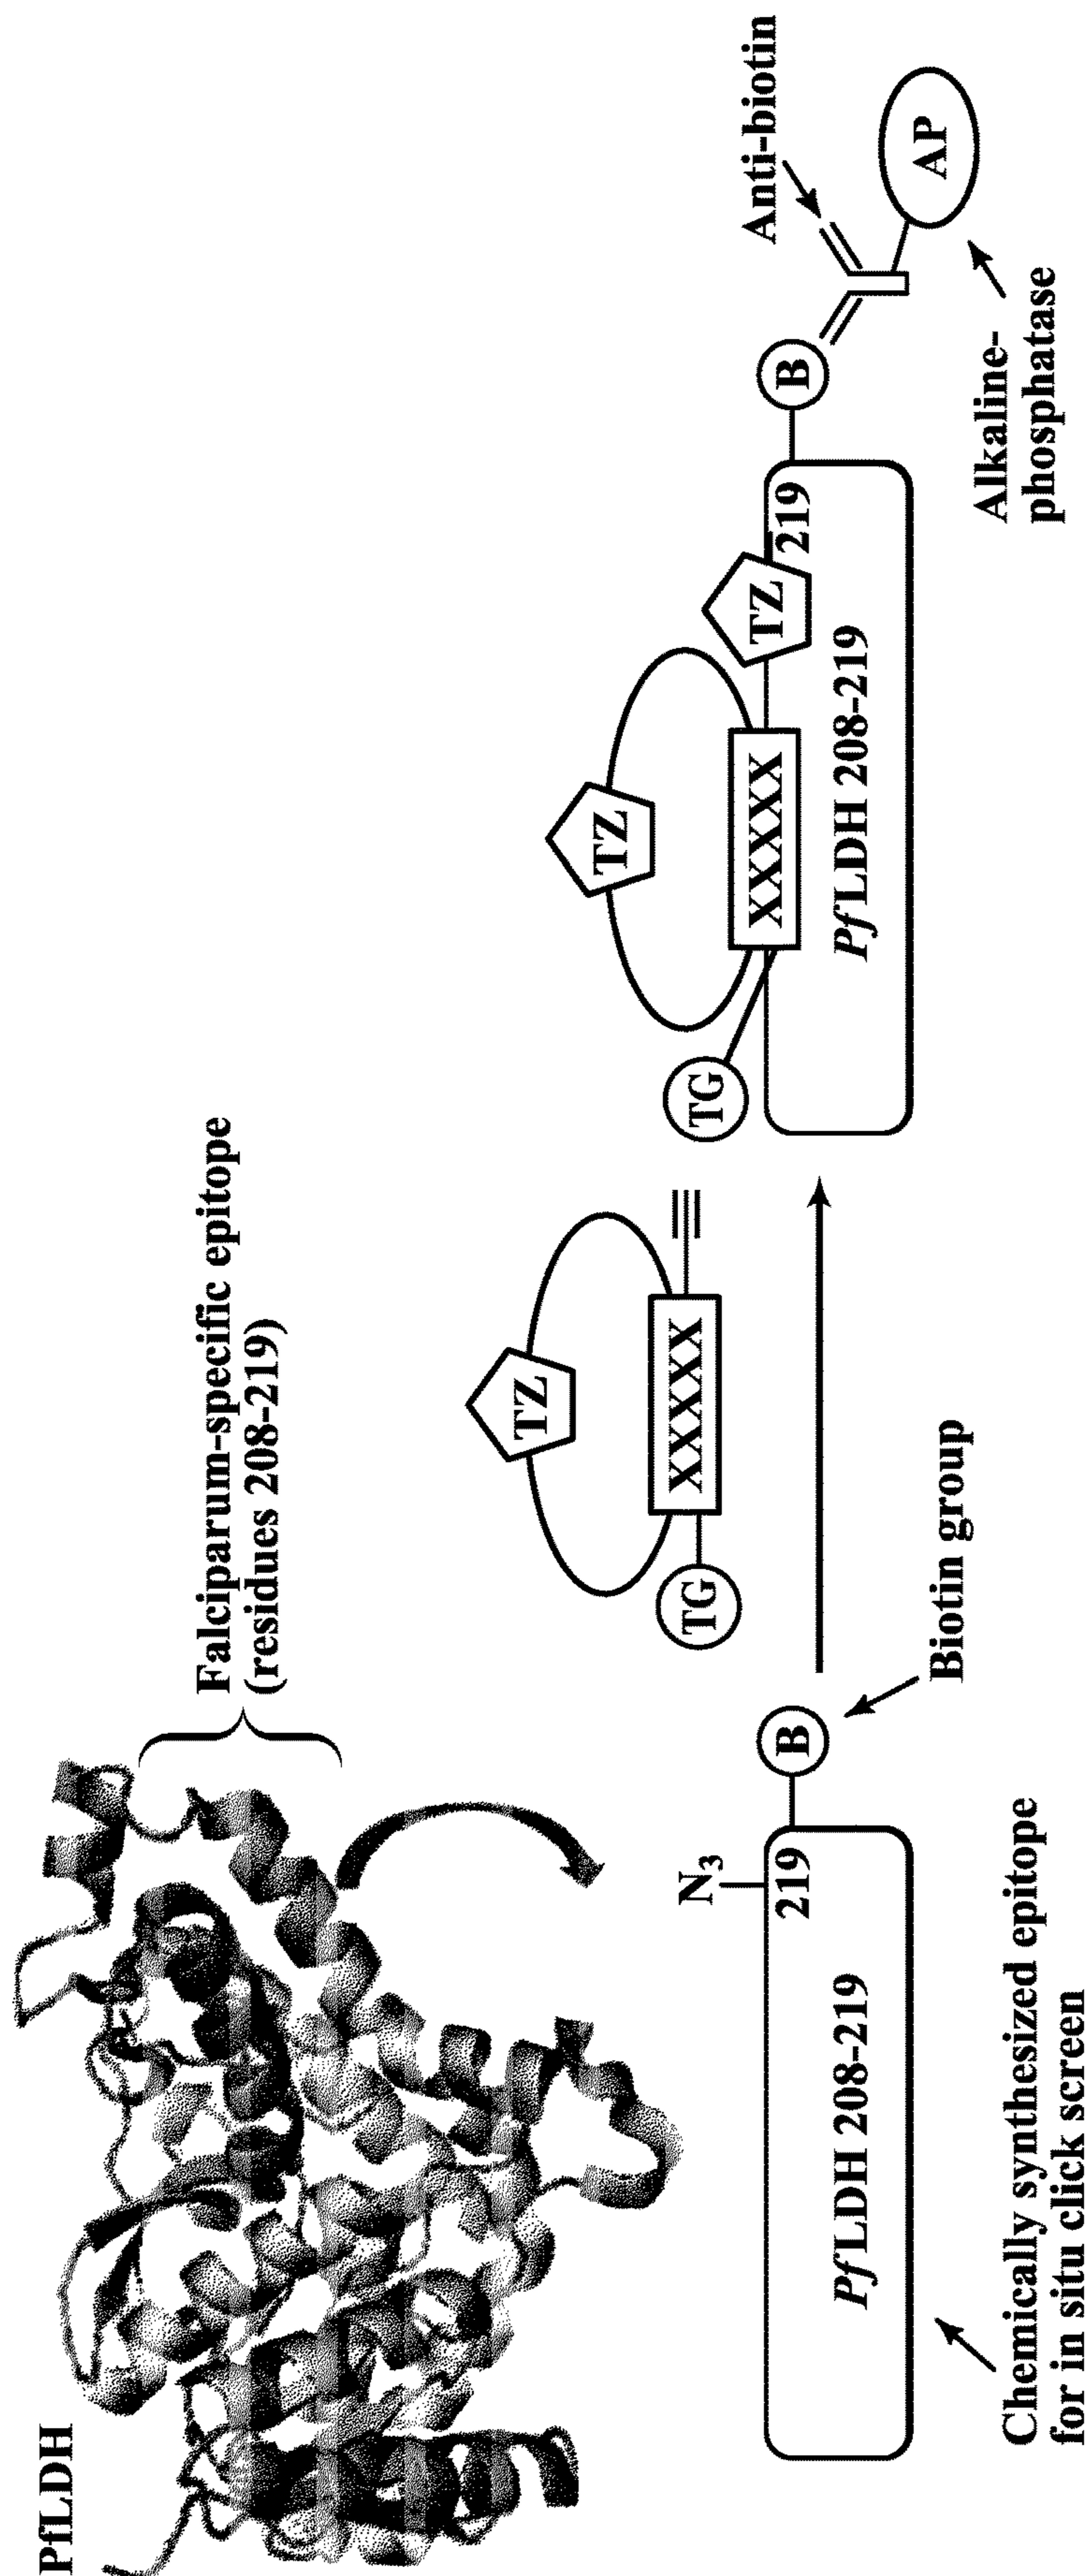 PfLDH
Falciparum-specific epitope
(residues 208-219)
N3
219
PfLDH 208-219
B
Biotin group
Chemically synthesized epitope
for in situ click screen
TZ
XXXXX
TG
TZ
XXXXX
TG
TZ
219
PfLDH 208-219
B
Anti-biotin
AP
Alkaline-
phosphatase